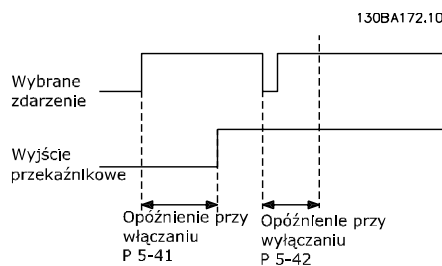 130BA172.10
Wybrane
zdarzenie
Wyjście
przekaźnikowe
Opóźnienie przy
włączaniu
P 5-41
Opóźnienie przy
wyłączaniu
P 5-42